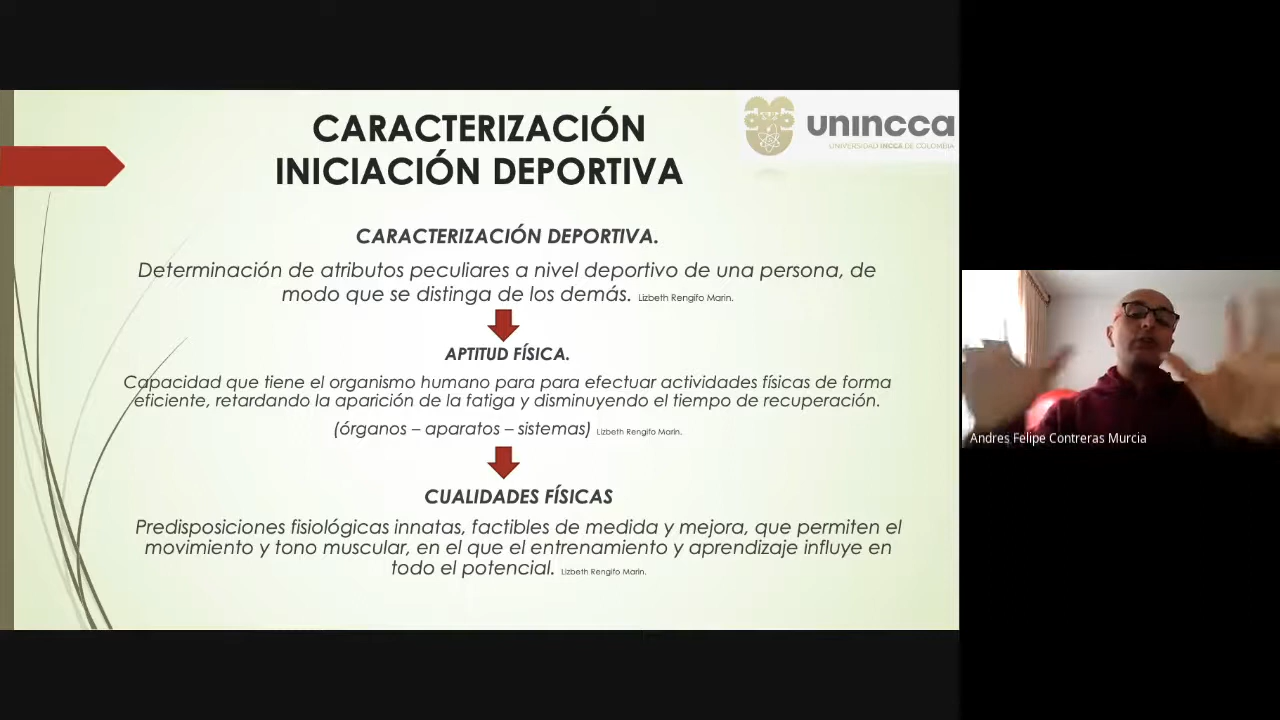 CARACTERIZACIÓN
INICIACIÓN DEPORTIVA
unincca
UNIVERSIDAD INCCA DE COLOMBIA
CARACTERIZACIÓN DEPORTIVA.
Determinación de atributos peculiares a nivel deportivo de una persona, de
modo que se distinga de los demás. Lizbeth Rengifo Marin.
APTITUD FÍSICA.
Capacidad que tiene el organismo humano para para efectuar actividades físicas de forma
eficiente, retardando la aparición de la fatiga y disminuyendo el tiempo de recuperación.
(órganos – aparatos – sistemas) Lizbeth Rengifo Marin.
CUALIDADES FÍSICAS
Predisposiciones fisiológicas innatas, factibles de medida y mejora, que permiten el
movimiento y tono muscular, en el que el entrenamiento y aprendizaje influye en
todo el potencial. Lizbeth Rengifo Marin.
Andres Felipe Contreras Murcia